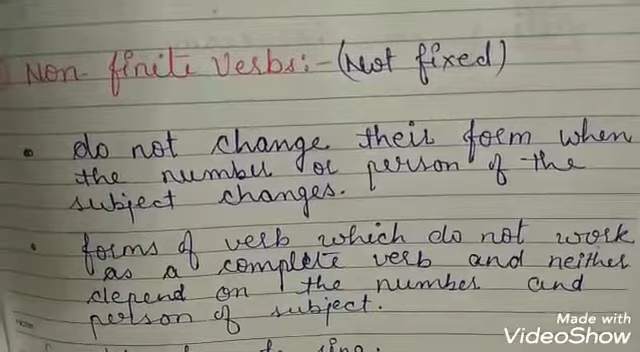 Non-finite Verbs:- (Not fixed)
• do not change their form when
the number or person of the
subject changes.
• forms of verb which do not work
as a complete verb and neither
depend on the number and
person of subject.
to sing.
Made with
VideoShow